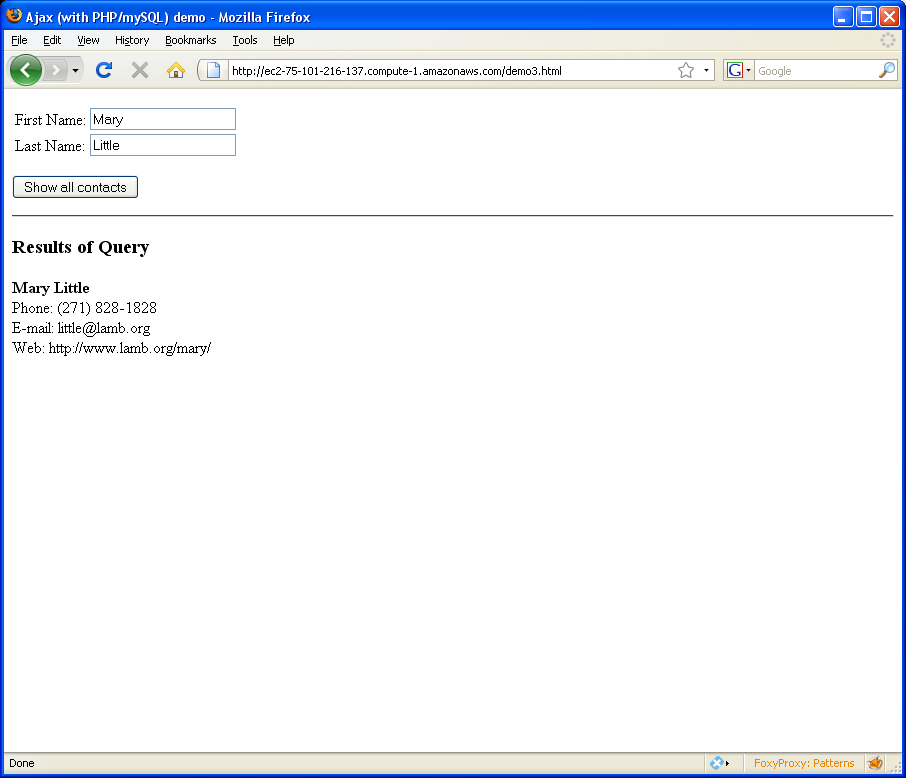 Ajax (with PHP/mySQL) demo - Mozilla Firefox
File Edit View History Bookmarks Tools Help
http://ec2-75-101-216-137.compute-1.amazonaws.com/demo3.html G Google
First Name: Mary
Last Name: Little
Show all contacts
Results of Query
Mary Little
Phone: (271) 828-1828
E-mail: little@lamb.org
Web: http://www.lamb.org/mary/
Done FoxyProxy: Patterns